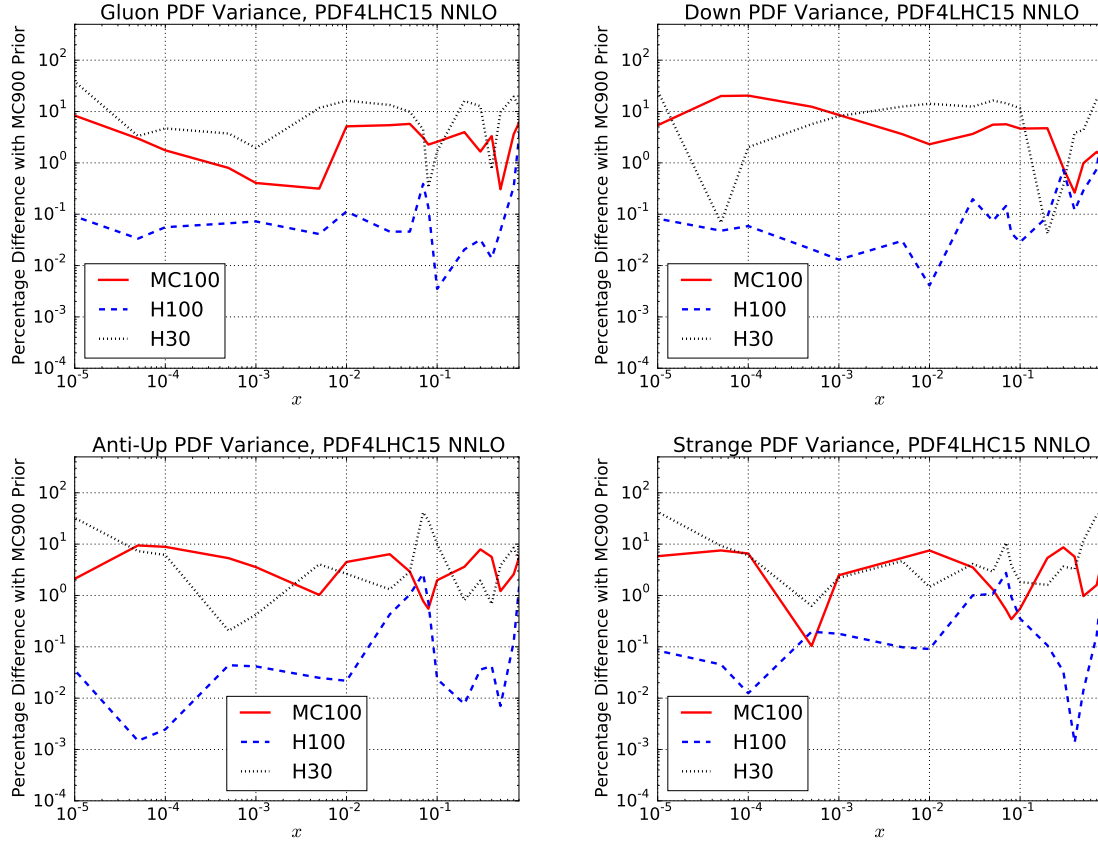 Gluon PDF Variance, PDF4LHC15 NNLO
Percentage Difference with MC900 Prior
10^2
10^1
10^0
10^-1
10^-2
10^-3
10^-4
MC100
H100
H30
10^-5 10^-4 10^-3 10^-2 10^-1
x
Down PDF Variance, PDF4LHC15 NNLO
Percentage Difference with MC900 Prior
10^2
10^1
10^0
10^-1
10^-2
10^-3
10^-4
MC100
H100
H30
10^-5 10^-4 10^-3 10^-2 10^-1
x
Anti-Up PDF Variance, PDF4LHC15 NNLO
Percentage Difference with MC900 Prior
10^2
10^1
10^0
10^-1
10^-2
10^-3
10^-4
MC100
H100
H30
10^-5 10^-4 10^-3 10^-2 10^-1
x
Strange PDF Variance, PDF4LHC15 NNLO
Percentage Difference with MC900 Prior
10^2
10^1
10^0
10^-1
10^-2
10^-3
10^-4
MC100
H100
H30
10^-5 10^-4 10^-3 10^-2 10^-1
x